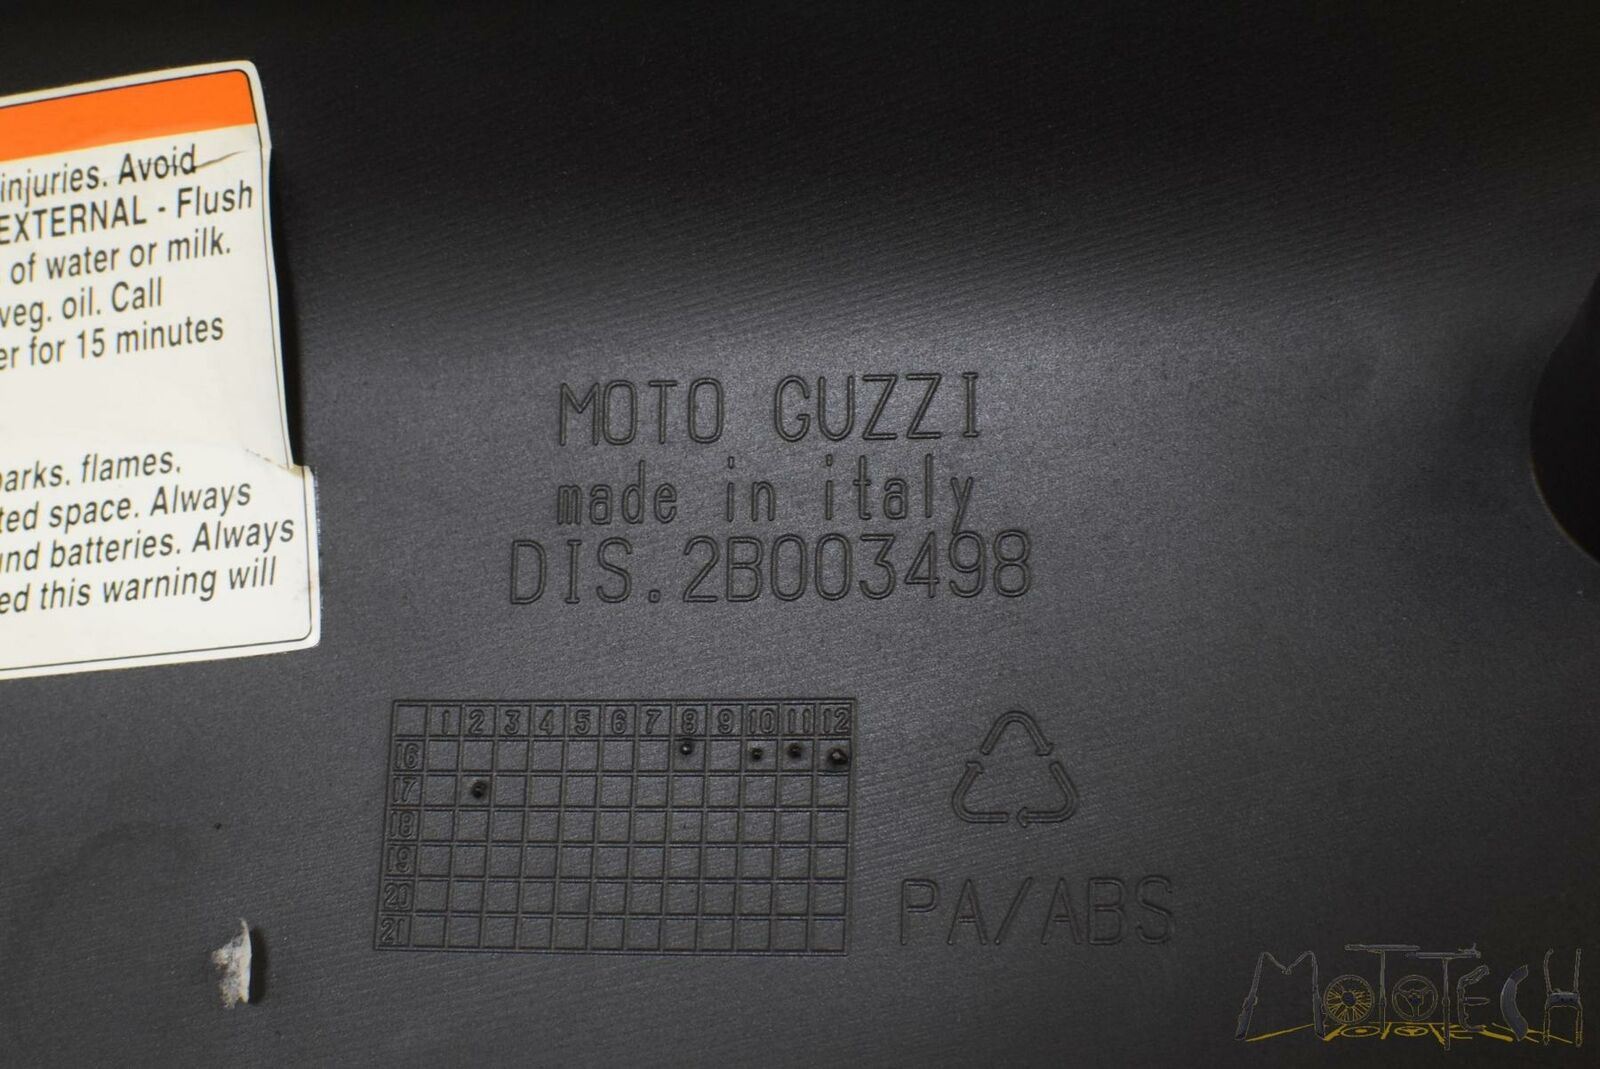 injuries. Avoid
EXTERNAL - Flush
of water or milk.
veg. oil. Call
er for 15 minutes
parks, flames,
ted space. Always
und batteries. Always
ed this warning will
MOTO GUZZI
made in italy
DIS.2B003498
1 2 3 4 5 6 7 8 9 10 11 12
16
17
18
19
20
21
PA/ABS
MOTOTECH